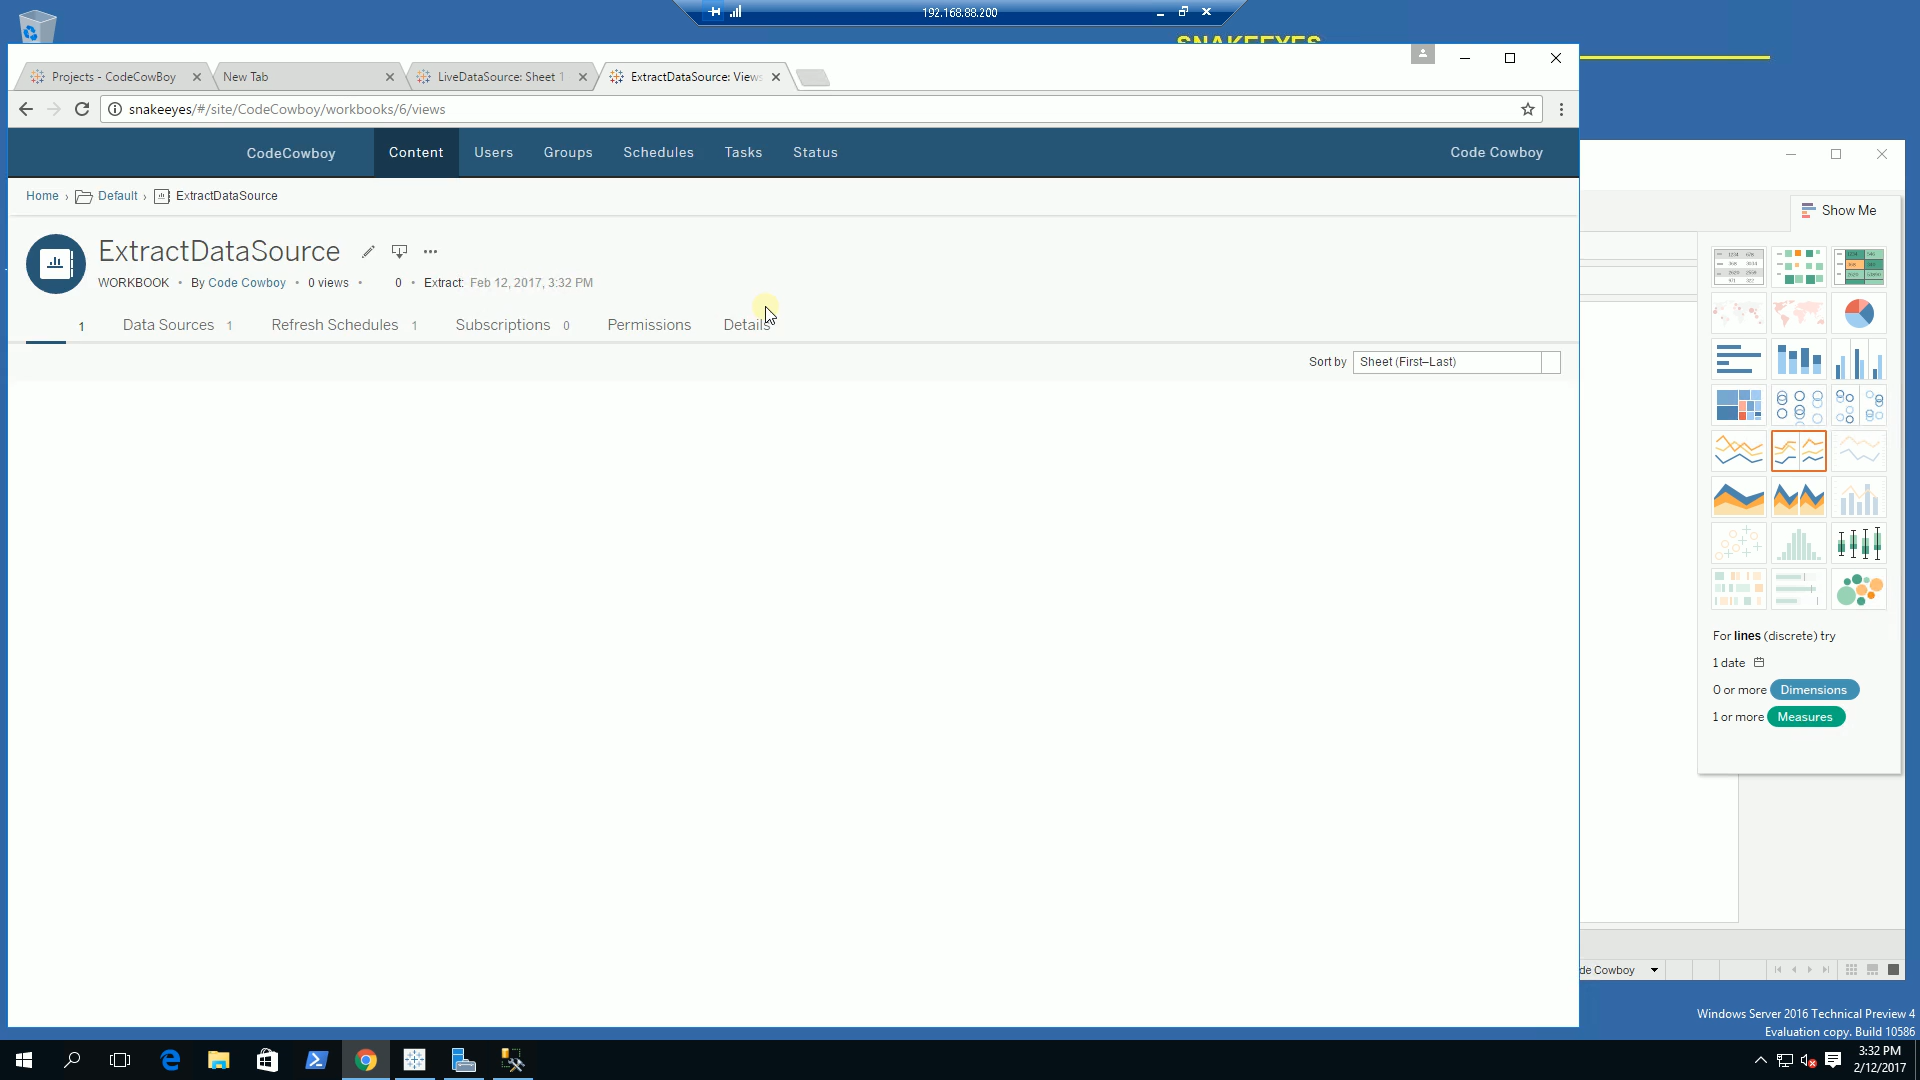 192.168.88.200
SNAKEEYES
Projects - CodeCowBoy
New Tab
LiveDataSource: Sheet 1
ExtractDataSource: Views
snakeeyes/#/site/CodeCowboy/workbooks/6/views
CodeCowboy
Content
Users
Groups
Schedules
Tasks
Status
Code Cowboy
Home › Default › ExtractDataSource
ExtractDataSource
WORKBOOK • By Code Cowboy • 0 views • 0 • Extract: Feb 12, 2017, 3:32 PM
1
Data Sources 1
Refresh Schedules 1
Subscriptions 0
Permissions
Details
Sort by Sheet (First–Last)
Show Me
For lines (discrete) try
1 date
0 or more Dimensions
1 or more Measures
de Cowboy
Windows Server 2016 Technical Preview 4
Evaluation copy. Build 10586
3:32 PM
2/12/2017